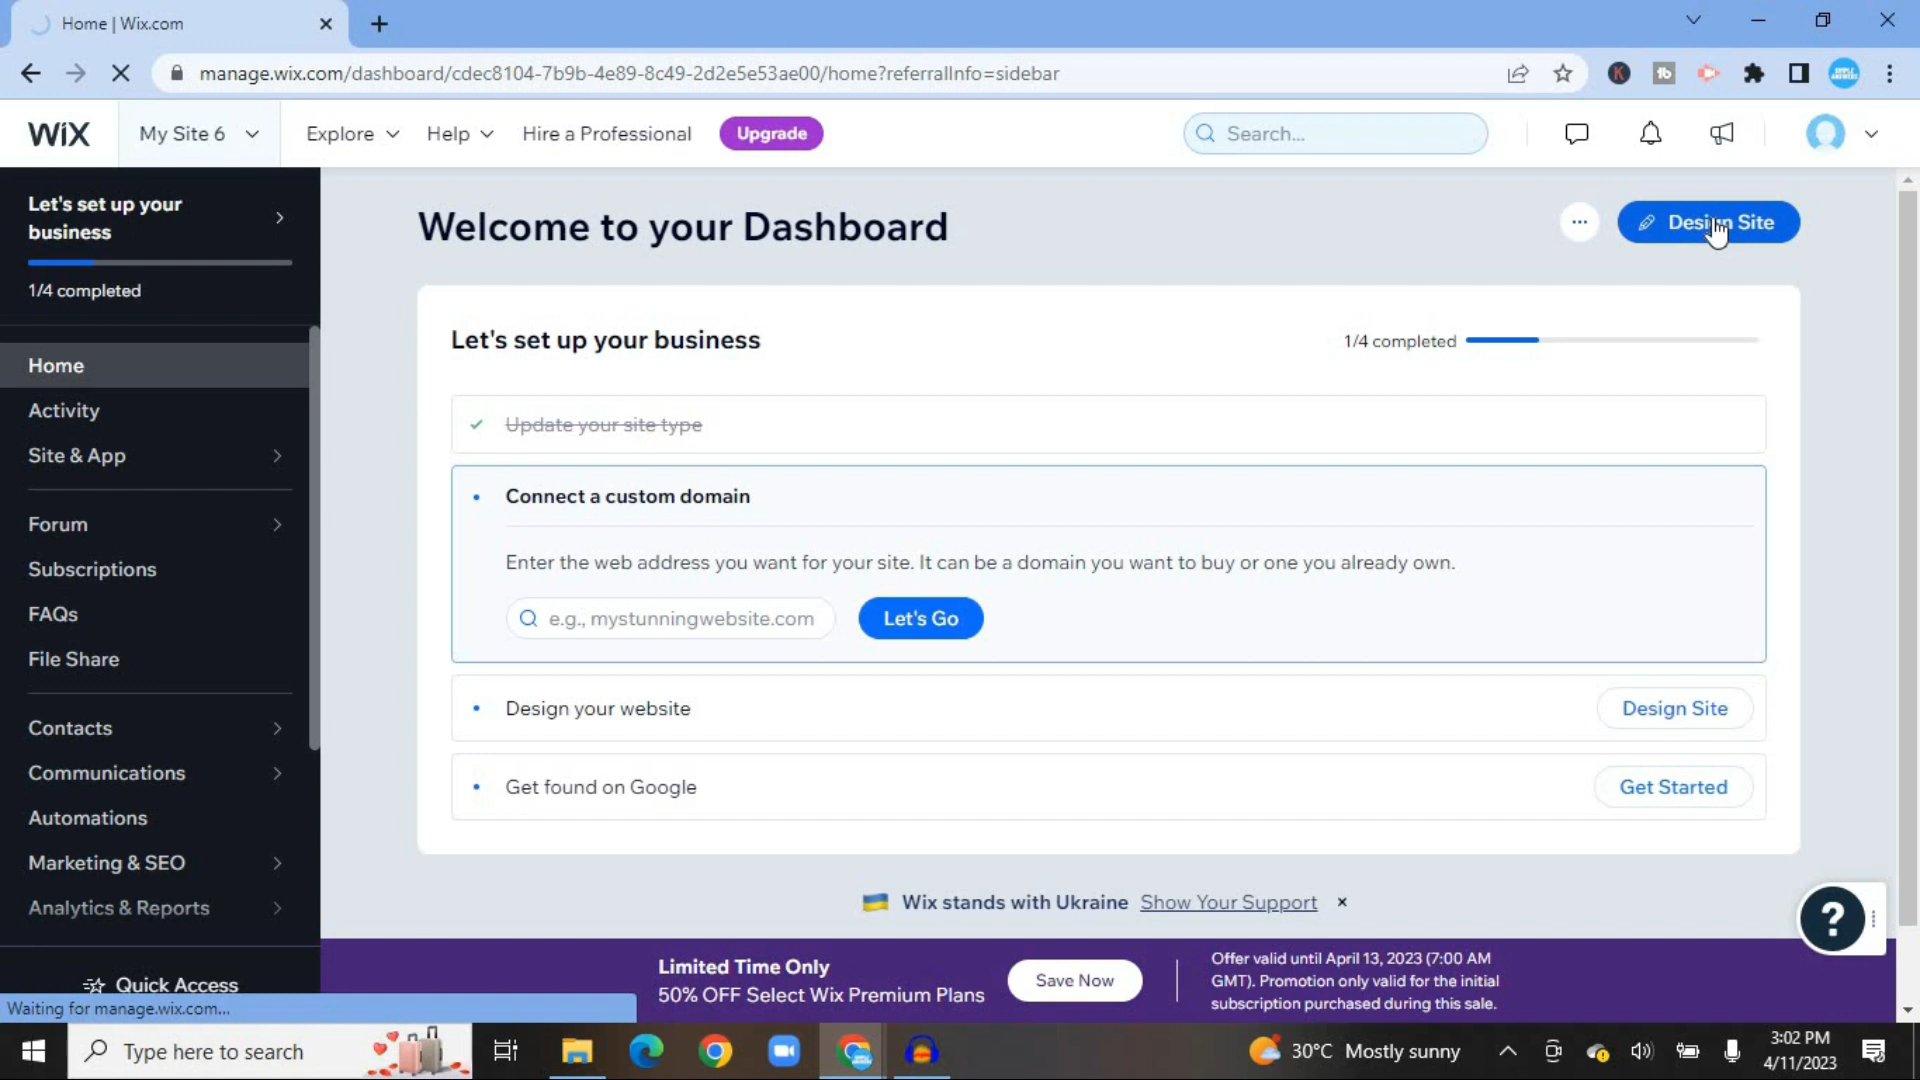 Home | Wix.com
manage.wix.com/dashboard/cdec8104-7b9b-4e89-8c49-2d2e5e53ae00/home?referralInfo=sidebar
WiX
My Site 6
Explore
Help
Hire a Professional
Upgrade
Search...
Let's set up your
business
1/4 completed
Home
Activity
Site & App
Forum
Subscriptions
FAQs
File Share
Contacts
Communications
Automations
Marketing & SEO
Analytics & Reports
Quick Access
Waiting for manage.wix.com...
Welcome to your Dashboard
Design Site
Let's set up your business
1/4 completed
Update your site type
Connect a custom domain
Enter the web address you want for your site. It can be a domain you want to buy or one you already own.
e.g., mystunningwebsite.com
Let's Go
Design your website
Design Site
Get found on Google
Get Started
Wix stands with Ukraine Show Your Support
?
Limited Time Only
50% OFF Select Wix Premium Plans
Save Now
Offer valid until April 13, 2023 (7:00 AM
GMT). Promotion only valid for the initial
subscription purchased during this sale.
Type here to search
30°C Mostly sunny
3:02 PM
4/11/2023